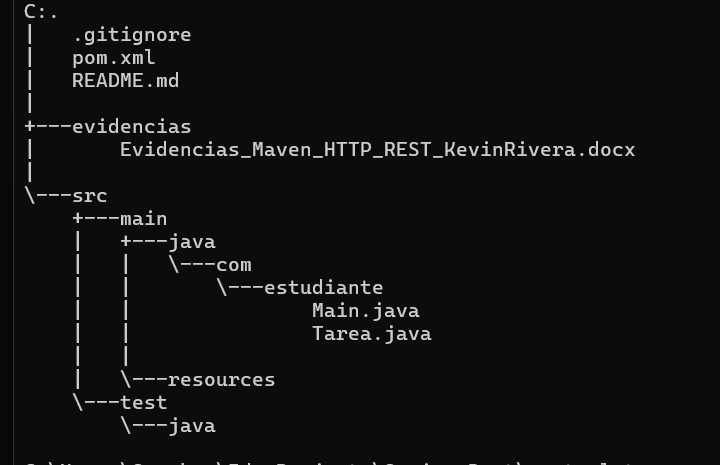 C:.
|   .gitignore
|   pom.xml
|   README.md
|
+---evidencias
|       Evidencias_Maven_HTTP_REST_KevinRivera.docx
|
\---src
    +---main
    |   +---java
    |   |   \---com
    |   |       \---estudiante
    |   |               Main.java
    |   |               Tarea.java
    |   |
    |   \---resources
    \---test
        \---java